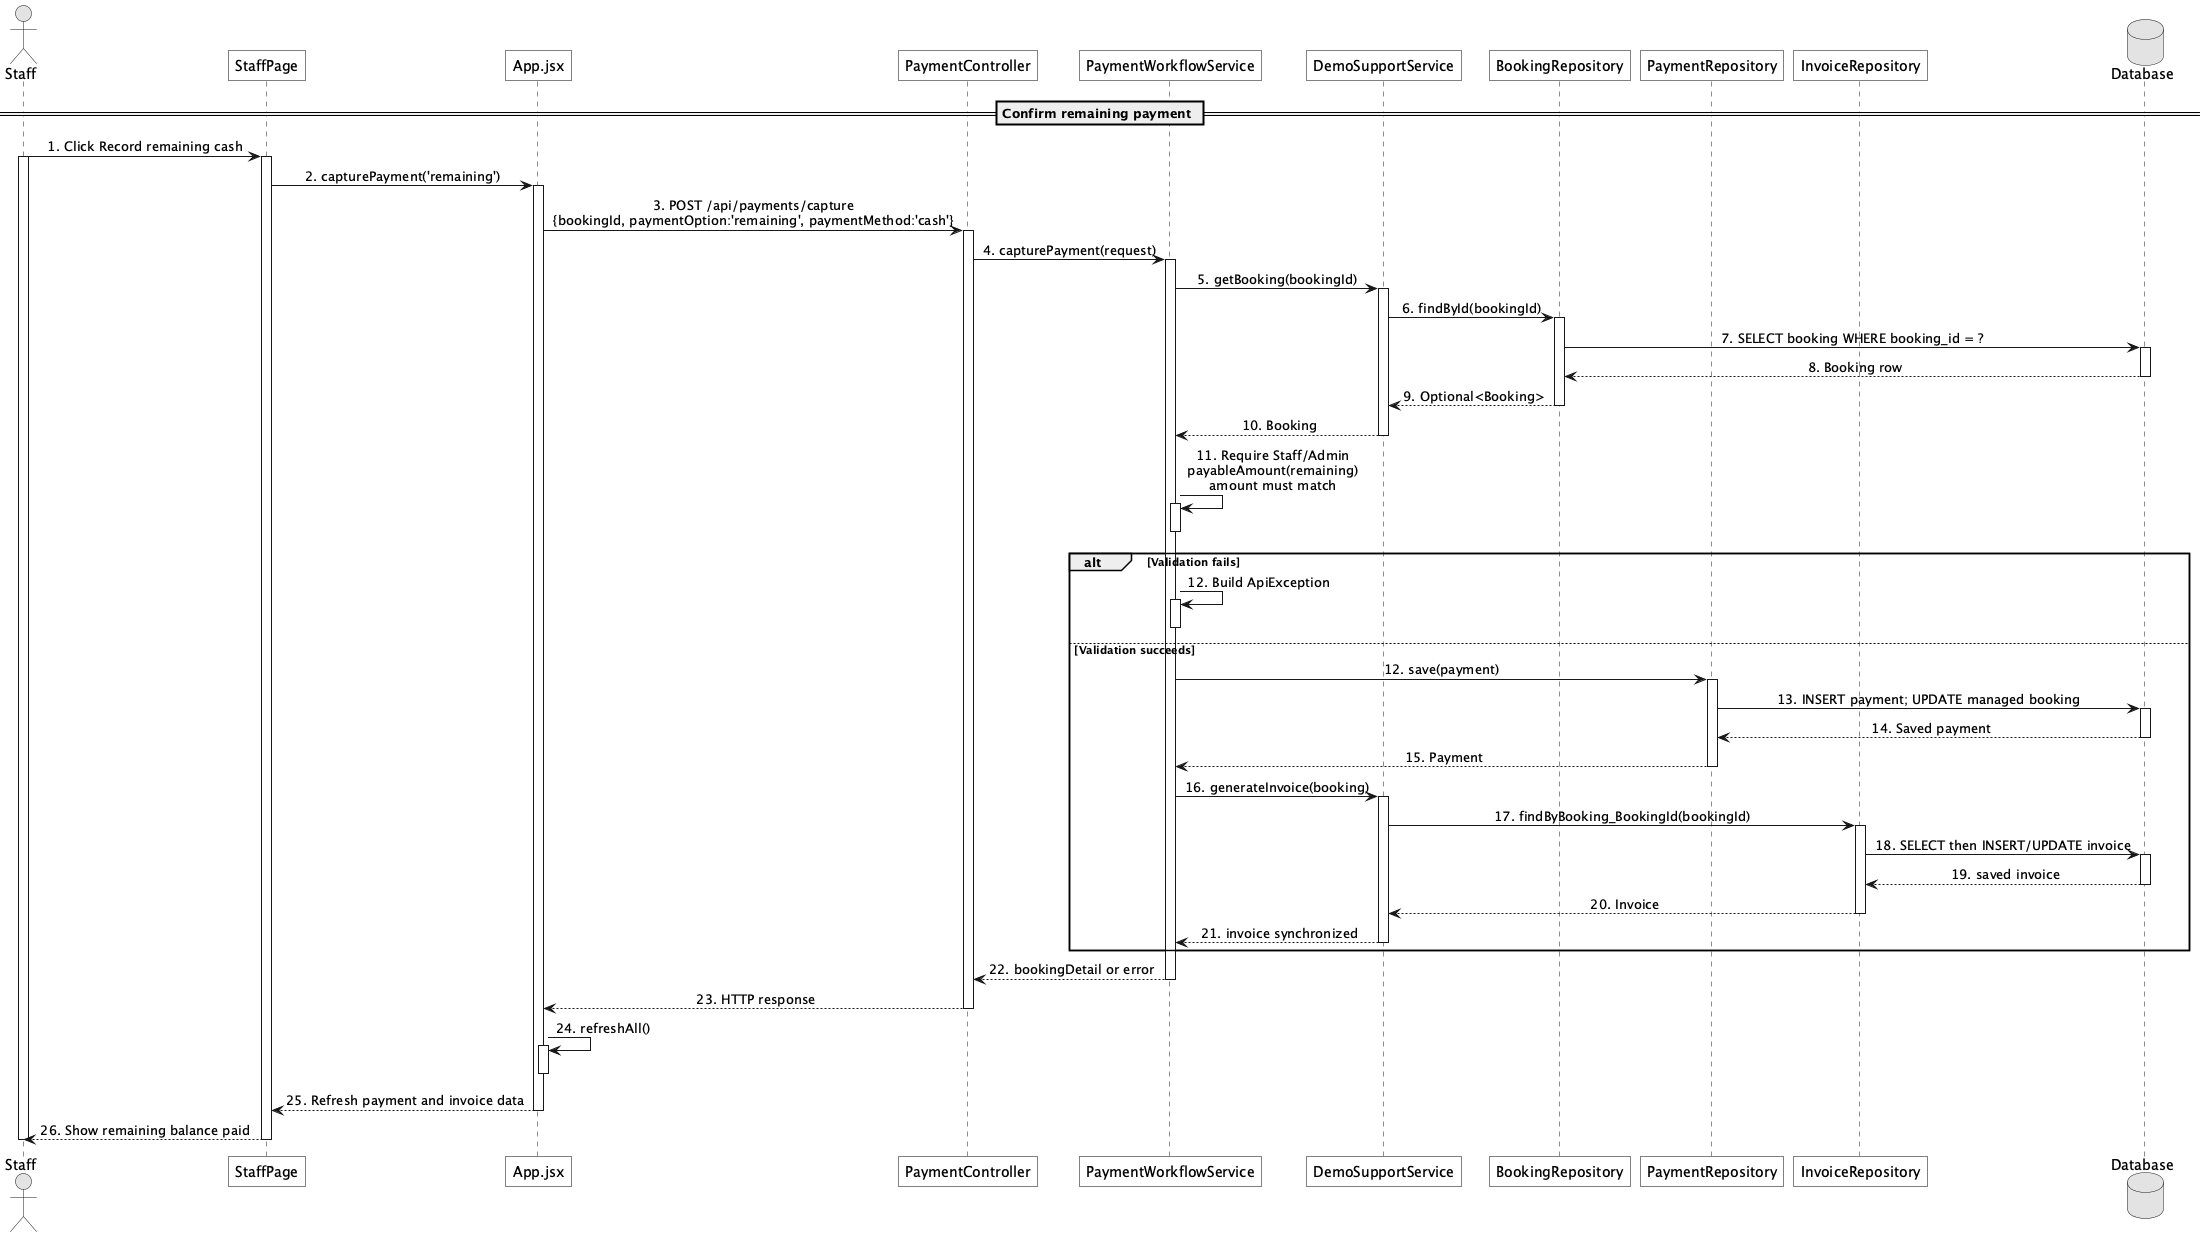 Staff
StaffPage
App.jsx
PaymentController
PaymentWorkflowService
DemoSupportService
BookingRepository
PaymentRepository
InvoiceRepository
Database
Confirm remaining payment
1. Click Record remaining cash
2. capturePayment('remaining')
3. POST /api/payments/capture
{bookingId, paymentOption:'remaining', paymentMethod:'cash'}
4. capturePayment(request)
5. getBooking(bookingId)
6. findById(bookingId)
7. SELECT booking WHERE booking_id = ?
8. Booking row
9. Optional<Booking>
10. Booking
11. Require Staff/Admin
payableAmount(remaining)
amount must match
alt
[Validation fails]
12. Build ApiException
[Validation succeeds]
12. save(payment)
13. INSERT payment; UPDATE managed booking
14. Saved payment
15. Payment
16. generateInvoice(booking)
17. findByBooking_BookingId(bookingId)
18. SELECT then INSERT/UPDATE invoice
19. saved invoice
20. Invoice
21. invoice synchronized
22. bookingDetail or error
23. HTTP response
24. refreshAll()
25. Refresh payment and invoice data
26. Show remaining balance paid
Staff
StaffPage
App.jsx
PaymentController
PaymentWorkflowService
DemoSupportService
BookingRepository
PaymentRepository
InvoiceRepository
Database